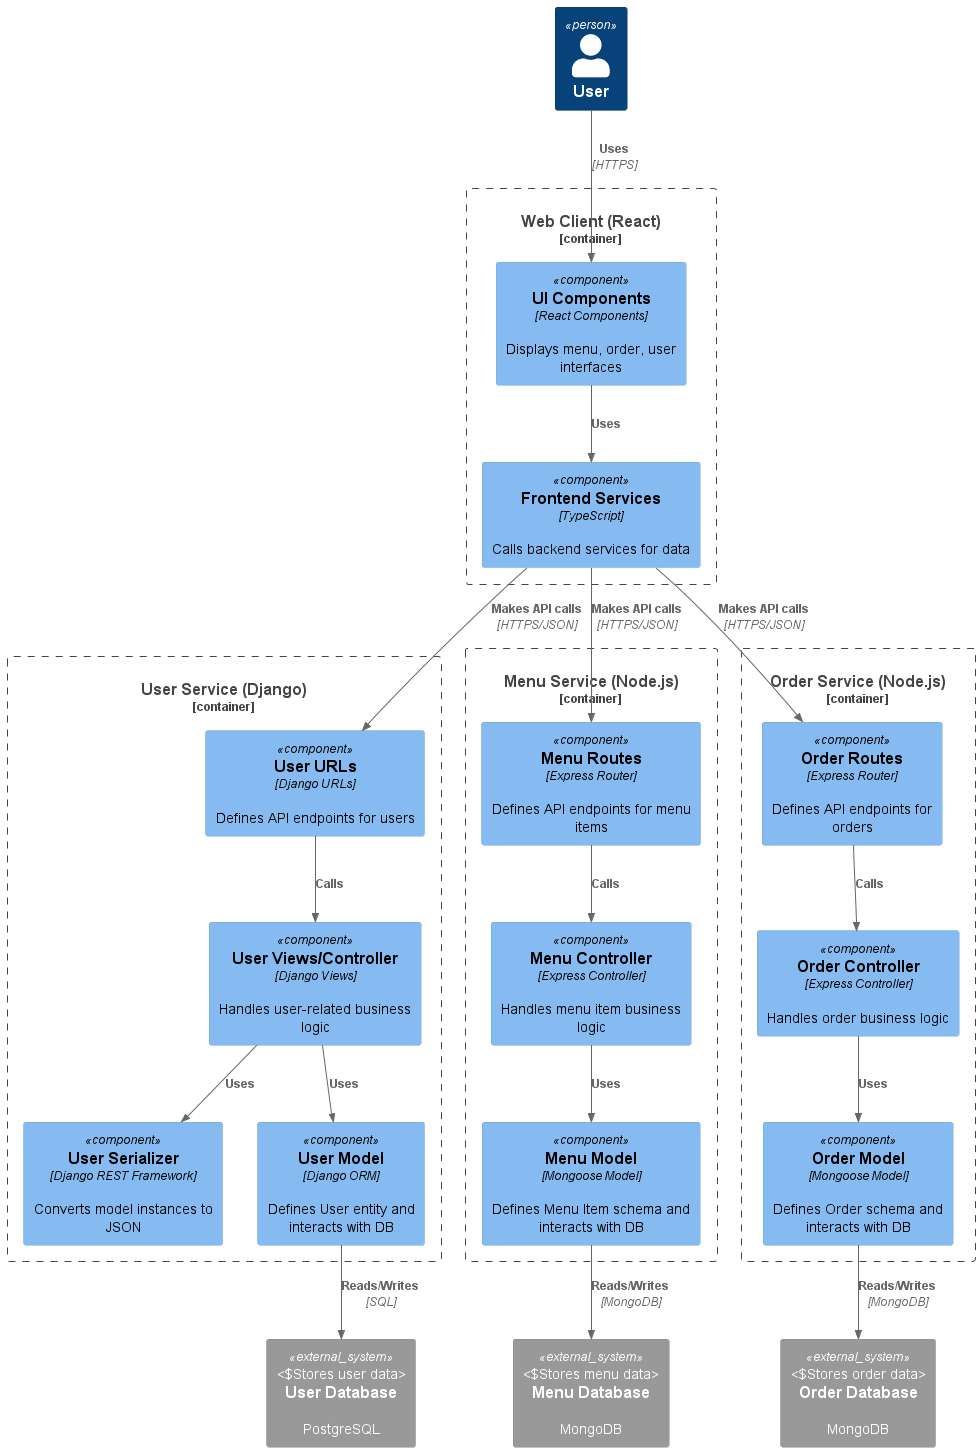 «person»
User
Uses
[HTTPS]
Web Client (React)
[container]
«component»
UI Components
[React Components]
Displays menu, order, user
interfaces
Uses
«component»
Frontend Services
[TypeScript]
Calls backend services for data
Makes API calls
[HTTPS/JSON]
Makes API calls
[HTTPS/JSON]
Makes API calls
[HTTPS/JSON]
User Service (Django)
[container]
«component»
User URLs
[Django URLs]
Defines API endpoints for users
Calls
«component»
User Views/Controller
[Django Views]
Handles user-related business
logic
Uses
Uses
«component»
User Serializer
[Django REST Framework]
Converts model instances to
JSON
«component»
User Model
[Django ORM]
Defines User entity and
interacts with DB
Reads/Writes
[SQL]
«external_system»
<$Stores user data>
User Database
PostgreSQL
Menu Service (Node.js)
[container]
«component»
Menu Routes
[Express Router]
Defines API endpoints for menu
items
Calls
«component»
Menu Controller
[Express Controller]
Handles menu item business
logic
Uses
«component»
Menu Model
[Mongoose Model]
Defines Menu Item schema and
interacts with DB
Reads/Writes
[MongoDB]
«external_system»
<$Stores menu data>
Menu Database
MongoDB
Order Service (Node.js)
[container]
«component»
Order Routes
[Express Router]
Defines API endpoints for
orders
Calls
«component»
Order Controller
[Express Controller]
Handles order business logic
Uses
«component»
Order Model
[Mongoose Model]
Defines Order schema and
interacts with DB
Reads/Writes
[MongoDB]
«external_system»
<$Stores order data>
Order Database
MongoDB